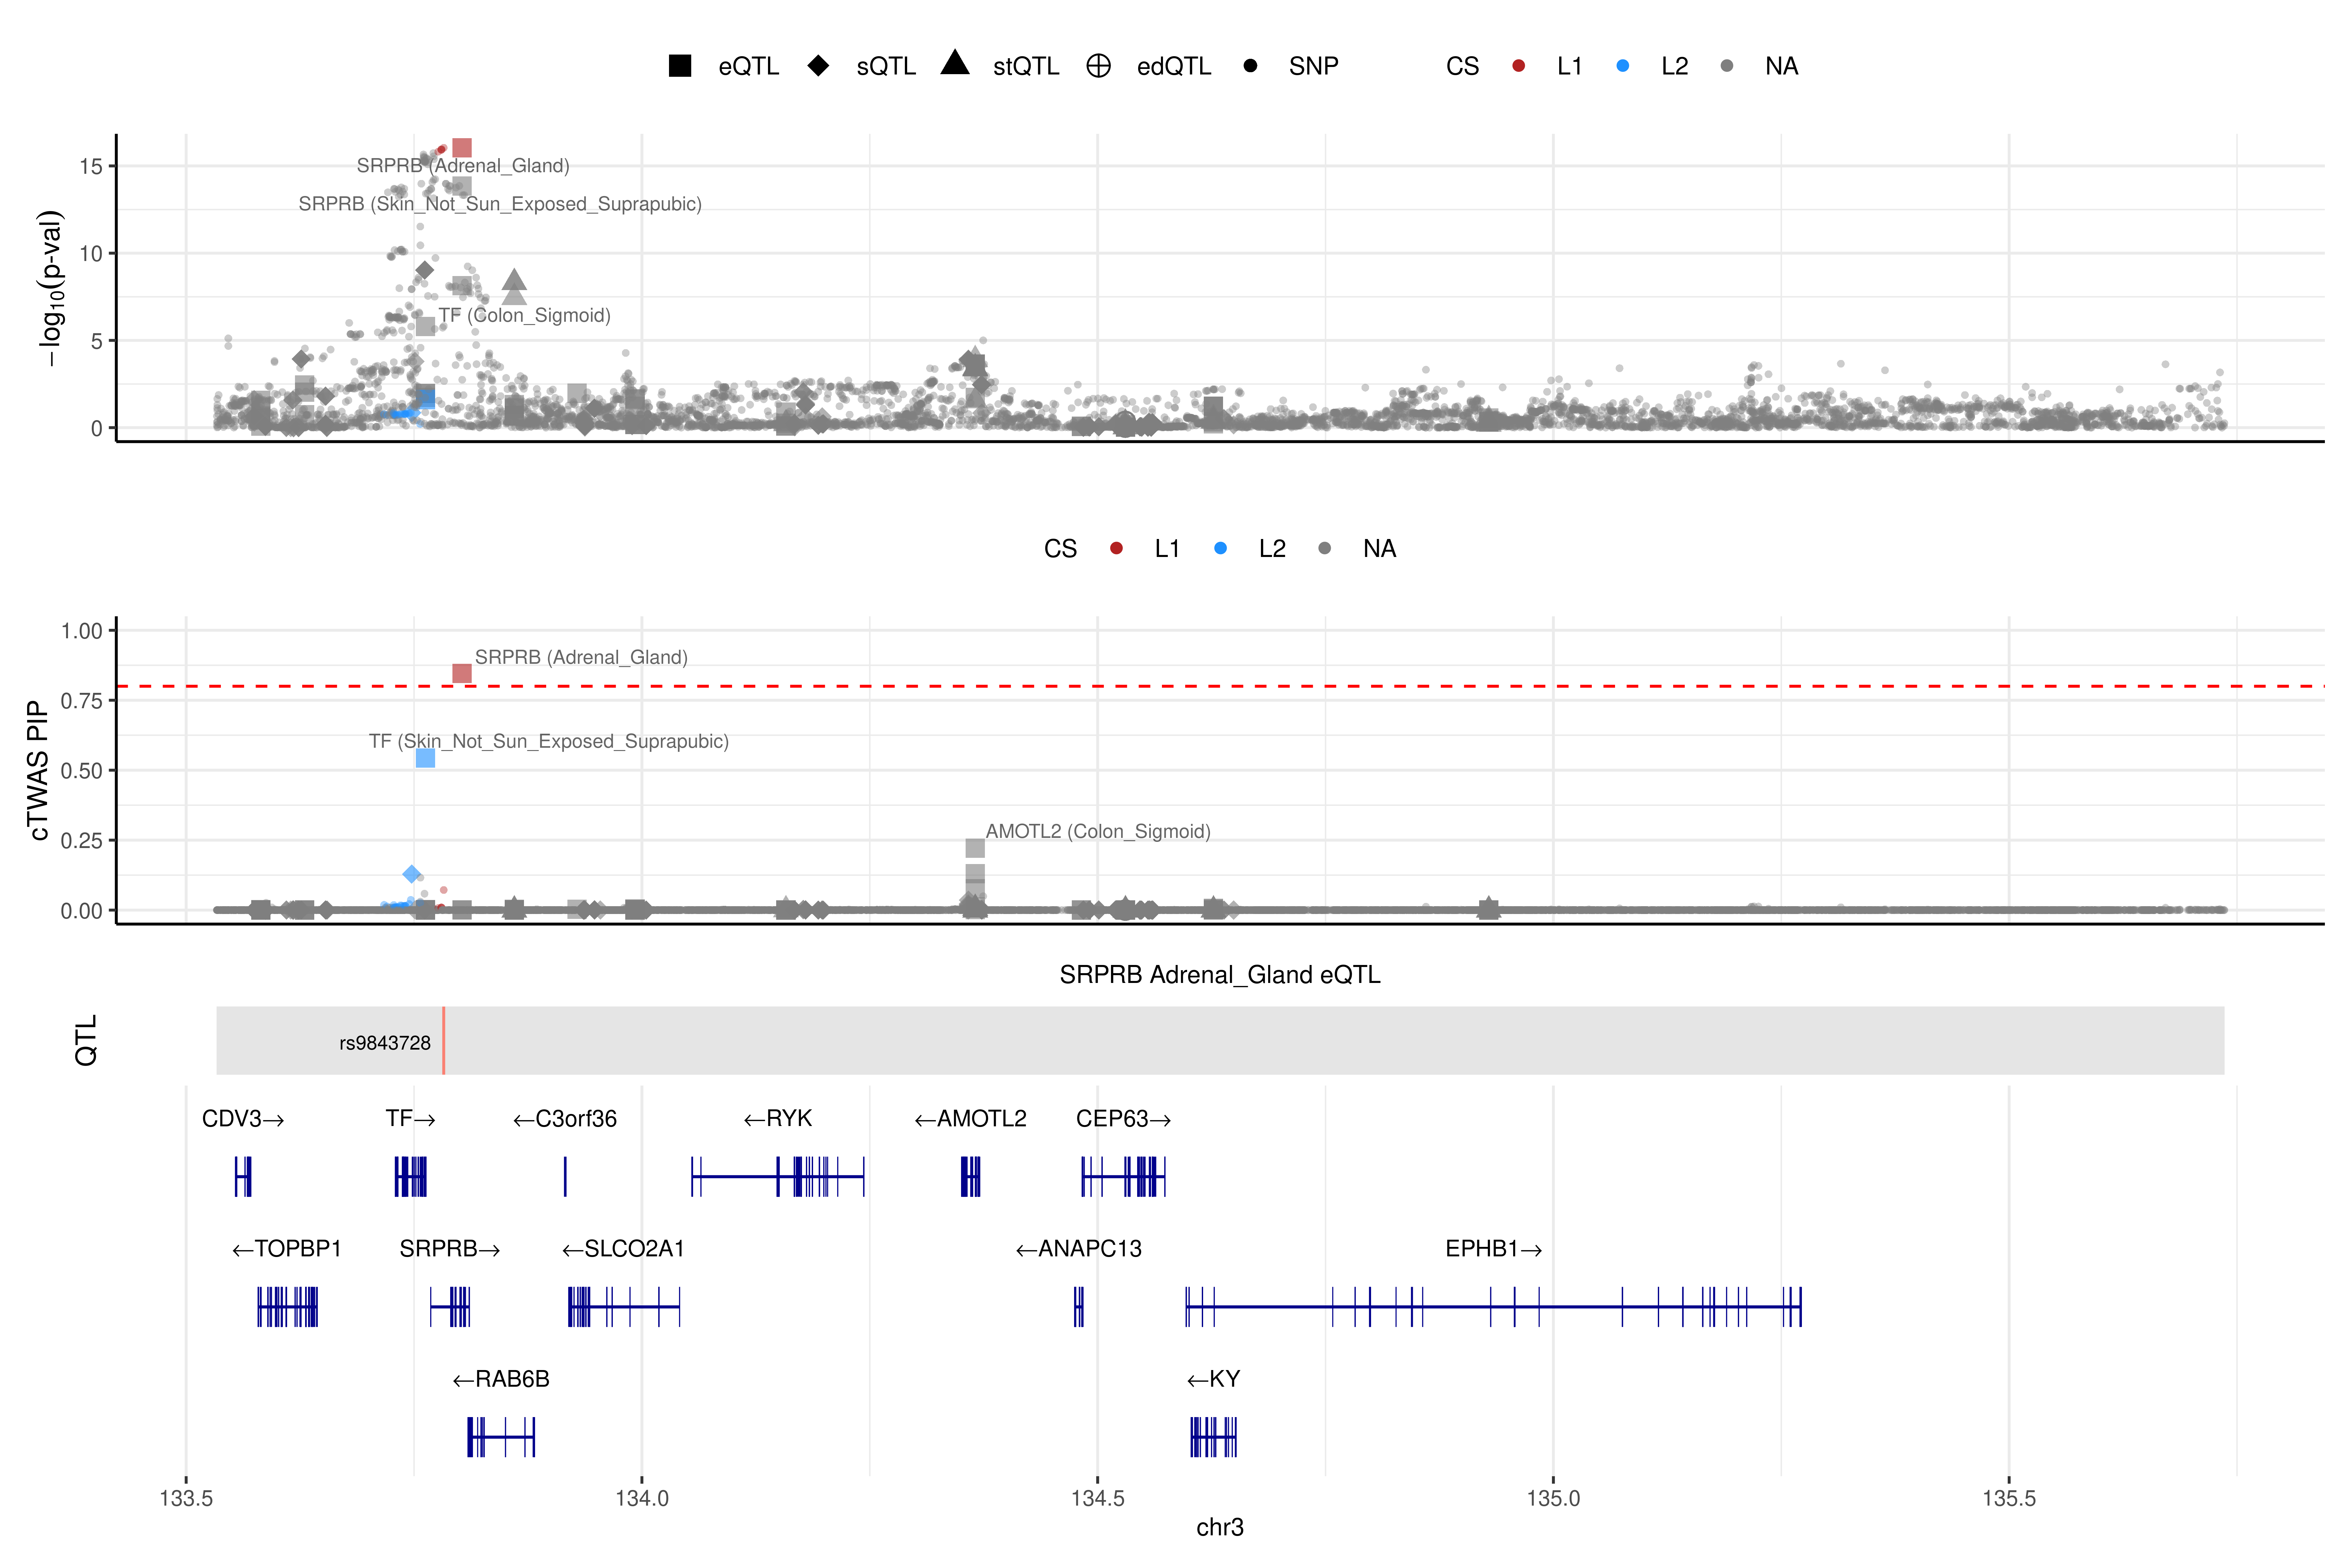 eQTL sQTL stQTL edQTL SNP CS L1 L2 NA
−log10(p-val)
15
10
5
0
SRPRB (Adrenal_Gland)
SRPRB (Skin_Not_Sun_Exposed_Suprapubic)
TF (Colon_Sigmoid)
CS L1 L2 NA
cTWAS PIP
1.00
0.75
0.50
0.25
0.00
SRPRB (Adrenal_Gland)
TF (Skin_Not_Sun_Exposed_Suprapubic)
AMOTL2 (Colon_Sigmoid)
SRPRB Adrenal_Gland eQTL
QTL
rs9843728
CDV3→ TF→ ←C3orf36 ←RYK ←AMOTL2 CEP63→
←TOPBP1 SRPRB→ ←SLCO2A1 ←ANAPC13 EPHB1→
←RAB6B ←KY
133.5 134.0 134.5 135.0 135.5
chr3